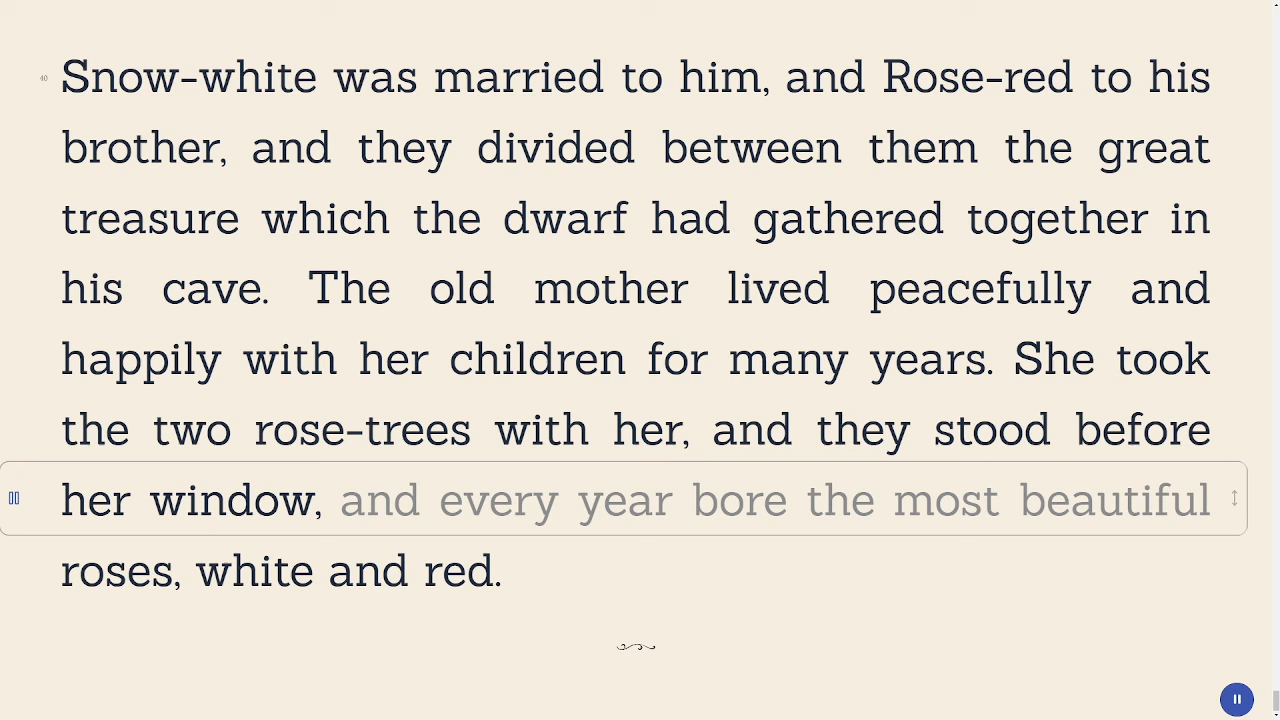 40
Snow-white was married to him, and Rose-red to his
brother, and they divided between them the great
treasure which the dwarf had gathered together in
his cave. The old mother lived peacefully and
happily with her children for many years. She took
the two rose-trees with her, and they stood before
her window, and every year bore the most beautiful
roses, white and red.